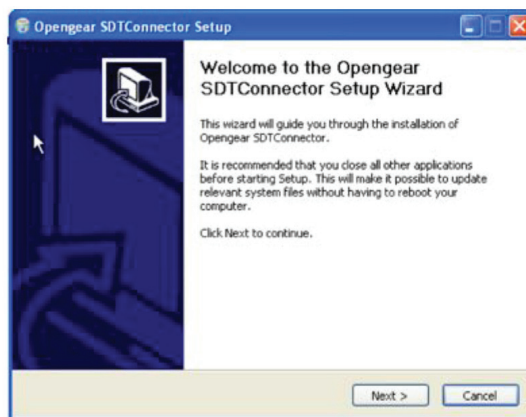 Opengear SDTConnector Setup
Welcome to the Opengear
SDTConnector Setup Wizard
This wizard will guide you through the installation of
Opengear SDTConnector.
It is recommended that you close all other applications
before starting Setup. This will make it possible to update
relevant system files without having to reboot your
computer.
Click Next to continue.
Next >
Cancel